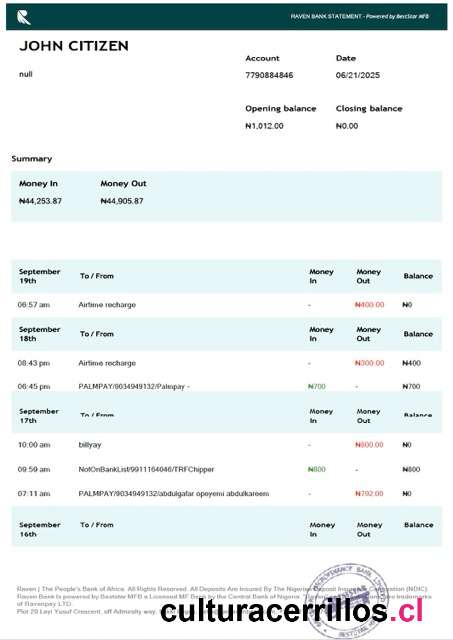 RAVEN BANK STATEMENT - Powered by BestStar MFB
JOHN CITIZEN
null
Account Date
7790884846 06/21/2025
Opening balance Closing balance
₦1,012.00 ₦0.00
Summary
Money In Money Out
₦44,253.87 ₦44,905.87
September 19th To / From Money In Money Out Balance
06:57 am Airtime recharge - ₦400.00 ₦0
September 18th To / From Money In Money Out Balance
08:43 pm Airtime recharge - ₦300.00 ₦400
06:45 pm PALMPAY/9034949132/Palmpay - ₦700 - ₦700
September 17th To / From Money In Money Out Balance
10:00 am billyay - ₦800.00 ₦0
09:59 am NotOnBankList/9911164046/TRFChipper ₦800 - ₦800
07:11 am PALMPAY/9034949132/abdulgafar opeyemi abdulkareem - ₦792.00 ₦0
September 16th To / From Money In Money Out Balance
Raven | The People's Bank of Africa. All Rights Reserved. All Deposits Are Insured By The Nigerian Deposit Insurance Corporation (NDIC)
Raven Bank is powered by Beststar MFB a Licensed MF Bank by the Central Bank of Nigeria.
of Ravenpay LTD.
Plot 20 Layi Yusuf Crescent, off Admiralty way,
culturacerrillos.cl